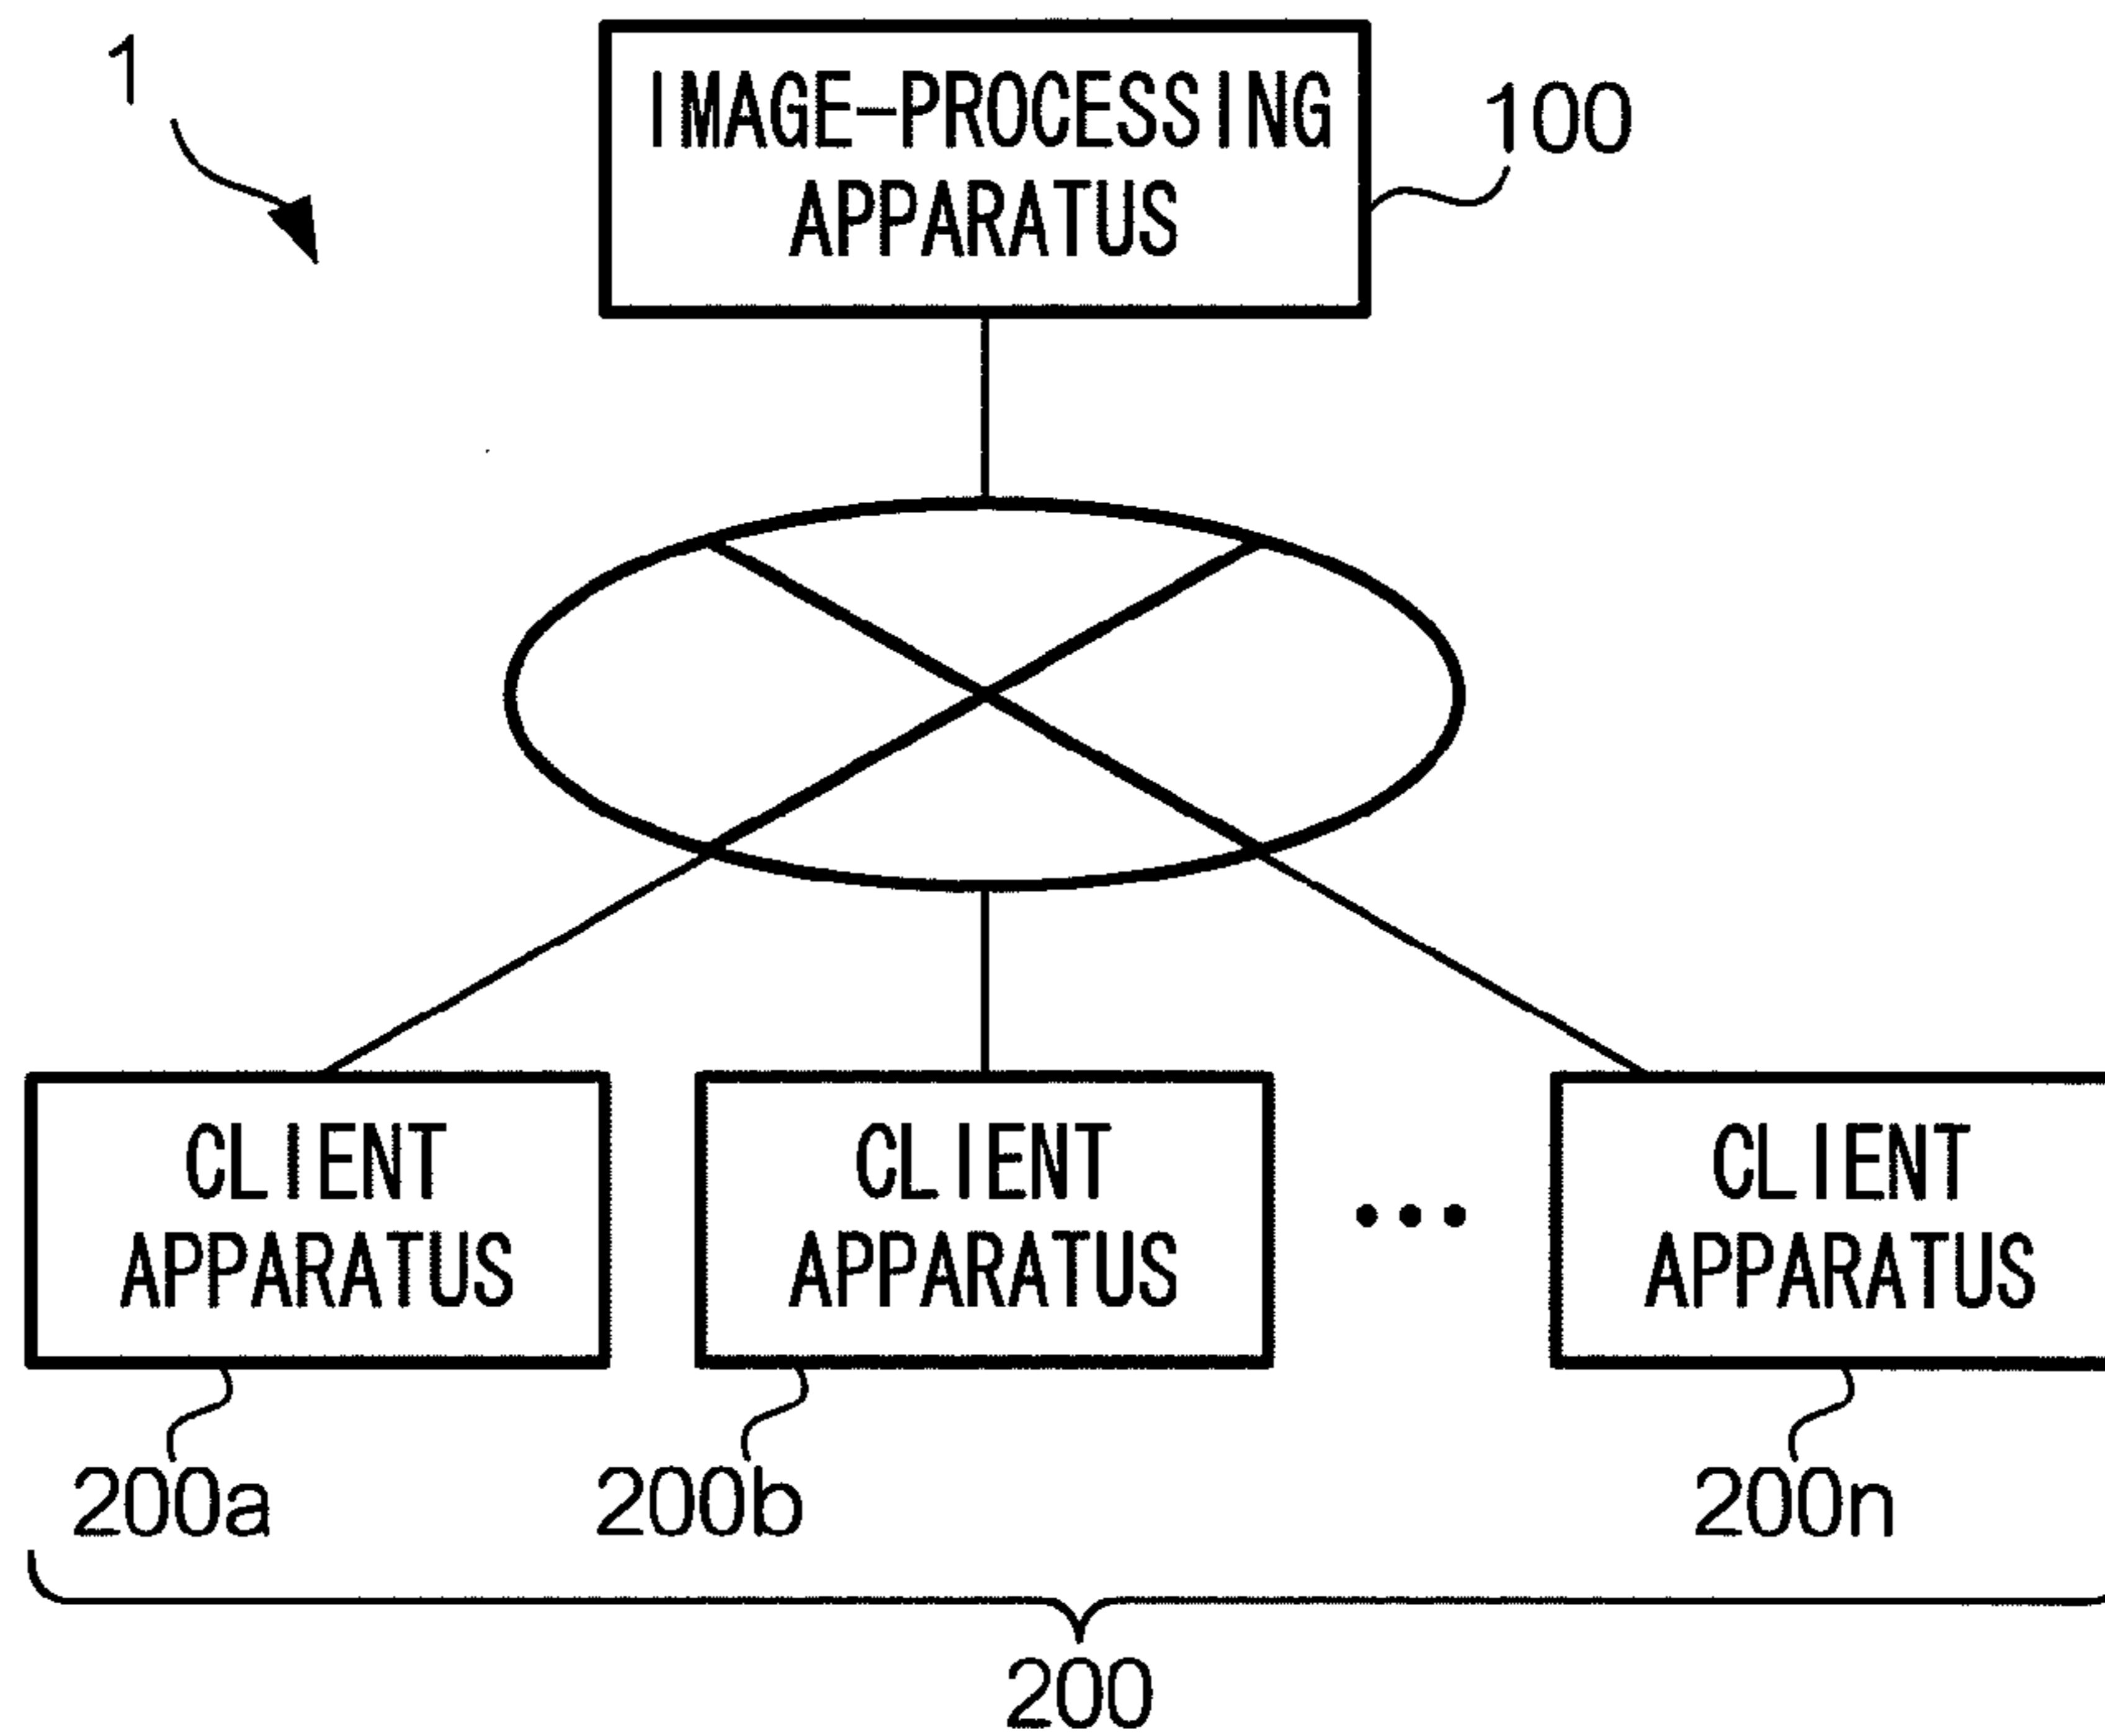 1
IMAGE-PROCESSING
APPARATUS
100
CLIENT
APPARATUS
CLIENT
APPARATUS
•••
CLIENT
APPARATUS
200a
200b
200n
200